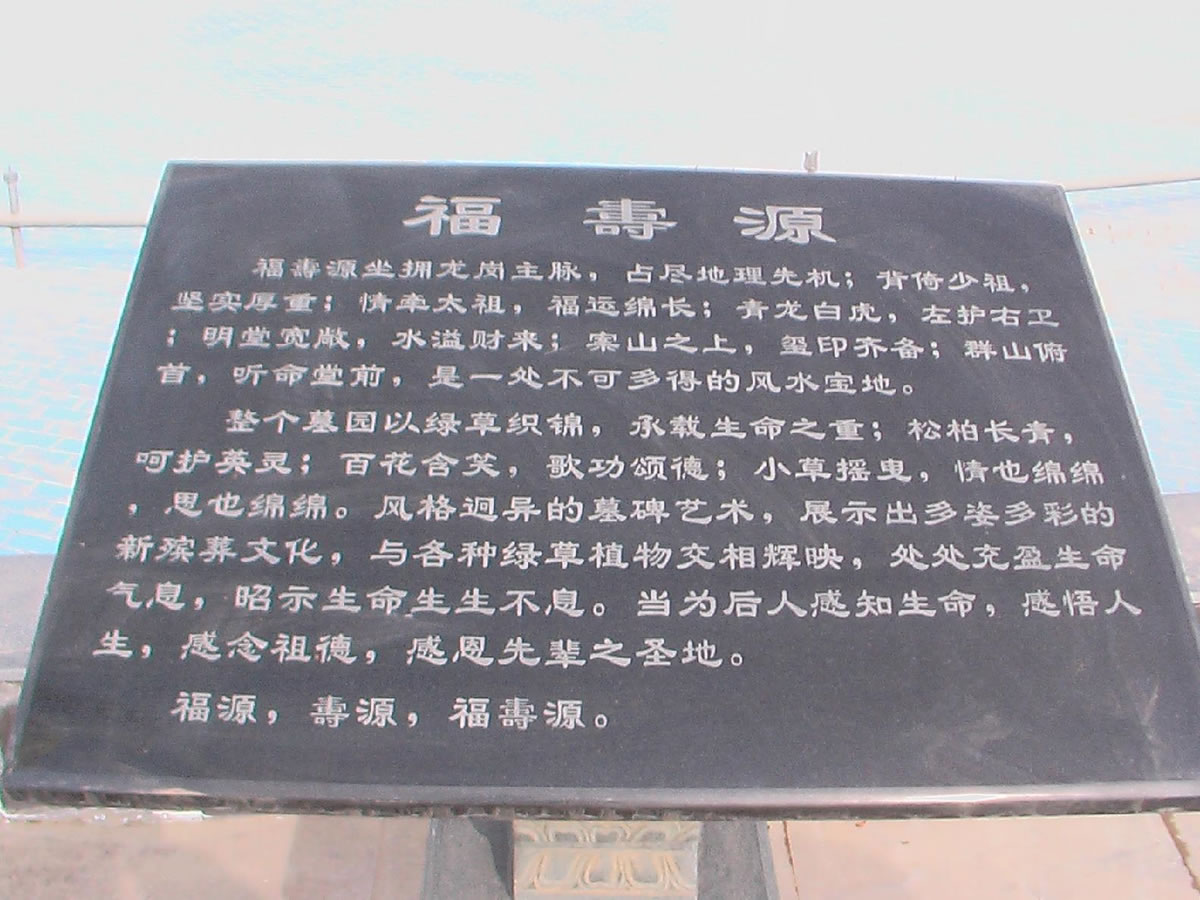 福壽源
福壽源坐拥龙岗主脉，占尽地理先机；背倚少祖，
坚实厚重；情牵太祖，福运绵长；青龙白虎，左护右卫
；明堂宽敞，水溢财来；案山之上，玺印齐备；群山俯
首，听命堂前，是一处不可多得的风水宝地。
整个墓园以绿草织锦，承载生命之重；松柏长青，
呵护英灵；百花含笑，歌功颂德；小草摇曳，情也绵绵
，思也绵绵。风格迥异的墓碑艺术，展示出多姿多彩的
新殡葬文化，与各种绿草植物交相辉映，处处充盈生命
气息，昭示生命生生不息。当为后人感知生命，感悟人
生，感念祖德，感恩先辈之圣地。
福源，壽源，福壽源。